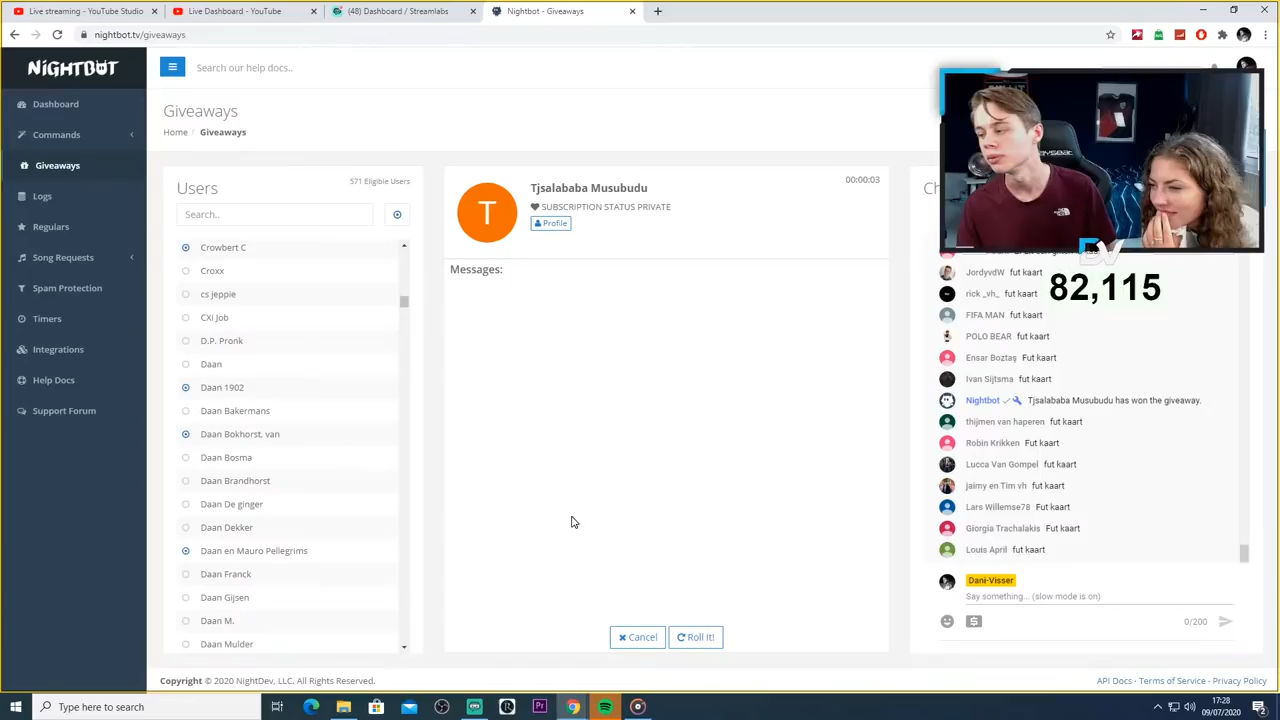 Live streaming - YouTube Studio
Live Dashboard - YouTube
(48) Dashboard / Streamlabs
Nightbot - Giveaways
nightbot.tv/giveaways
NIGHTBOT
Search our help docs..
Dashboard
Commands
Giveaways
Logs
Regulars
Song Requests
Spam Protection
Timers
Integrations
Help Docs
Support Forum
Giveaways
Home / Giveaways
Users
571 Eligible Users
Search..
Crowbert C
Croxx
cs jeppie
CXI Job
D.P. Pronk
Daan
Daan 1902
Daan Bakermans
Daan Bokhorst, van
Daan Bosma
Daan Brandhorst
Daan De ginger
Daan Dekker
Daan en Mauro Pellegrims
Daan Franck
Daan Gijsen
Daan M.
Daan Mulder
T
Tjsalababa Musubudu
00:00:03
SUBSCRIPTION STATUS PRIVATE
Profile
Messages:
Cancel
Roll It!
DV
82,115
JordyvdW fut kaart
rick _vh_ fut kaart
FIFA MAN fut kaart
POLO BEAR fut kaart
Ensar Boztaş Fut kaart
Ivan Sijtsma fut kaart
Nightbot Tjsalababa Musubudu has won the giveaway.
thijmen van haperen fut kaart
Robin Krikken Fut kaart
Lucca Van Gompel fut kaart
jaimy en Tim vh fut kaart
Lars Willemse78 Fut kaart
Giorgia Trachalakis Fut kaart
Louis April fut kaart
Dani-Visser
Say something... (slow mode is on)
0/200
Copyright © 2020 NightDev, LLC. All Rights Reserved.
API Docs - Terms of Service - Privacy Policy
Type here to search
17:28
09/07/2020
2